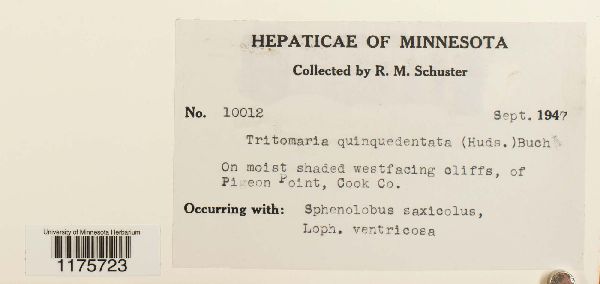 HEPATICAE OF MINNESOTA
Collected by R. M. Schuster
No. 10012 Sept. 1947
Tritomaria quinquedentata (Huds.)Buch
On moist shaded westfacing cliffs, of
Pigeon Point, Cook Co.
Occurring with: Sphenolobus saxicolus,
Loph. ventricosa
University of Minnesota Herbarium
1175723